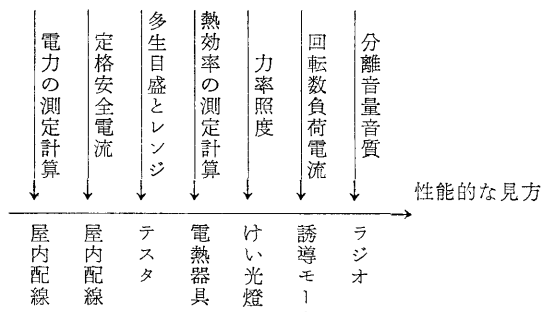 電力の測定計算
定格安全電流
多生目盛とレンジ
熱効率の測定計算
力率照度
回転数負荷電流
分離音量音質
性能的な見方
屋内配線
屋内配線
テスタ
電熱器具
けい光燈
誘導モー
ラジオ